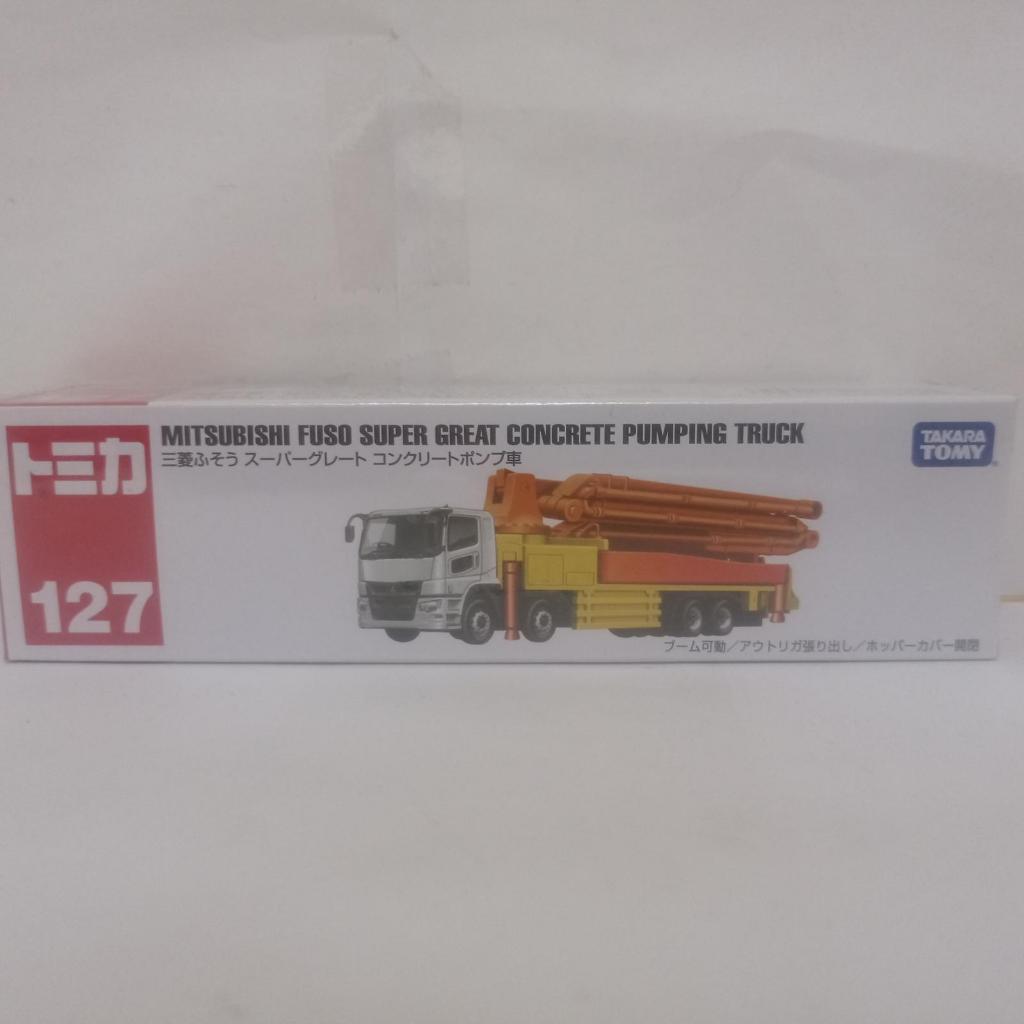 トミカ
127
MITSUBISHI FUSO SUPER GREAT CONCRETE PUMPING TRUCK
三菱ふそう スーパーグレート コンクリートポンプ車
TAKARA
TOMY
ブーム可動／アウトリガ張り出し／ホッパーカバー開閉